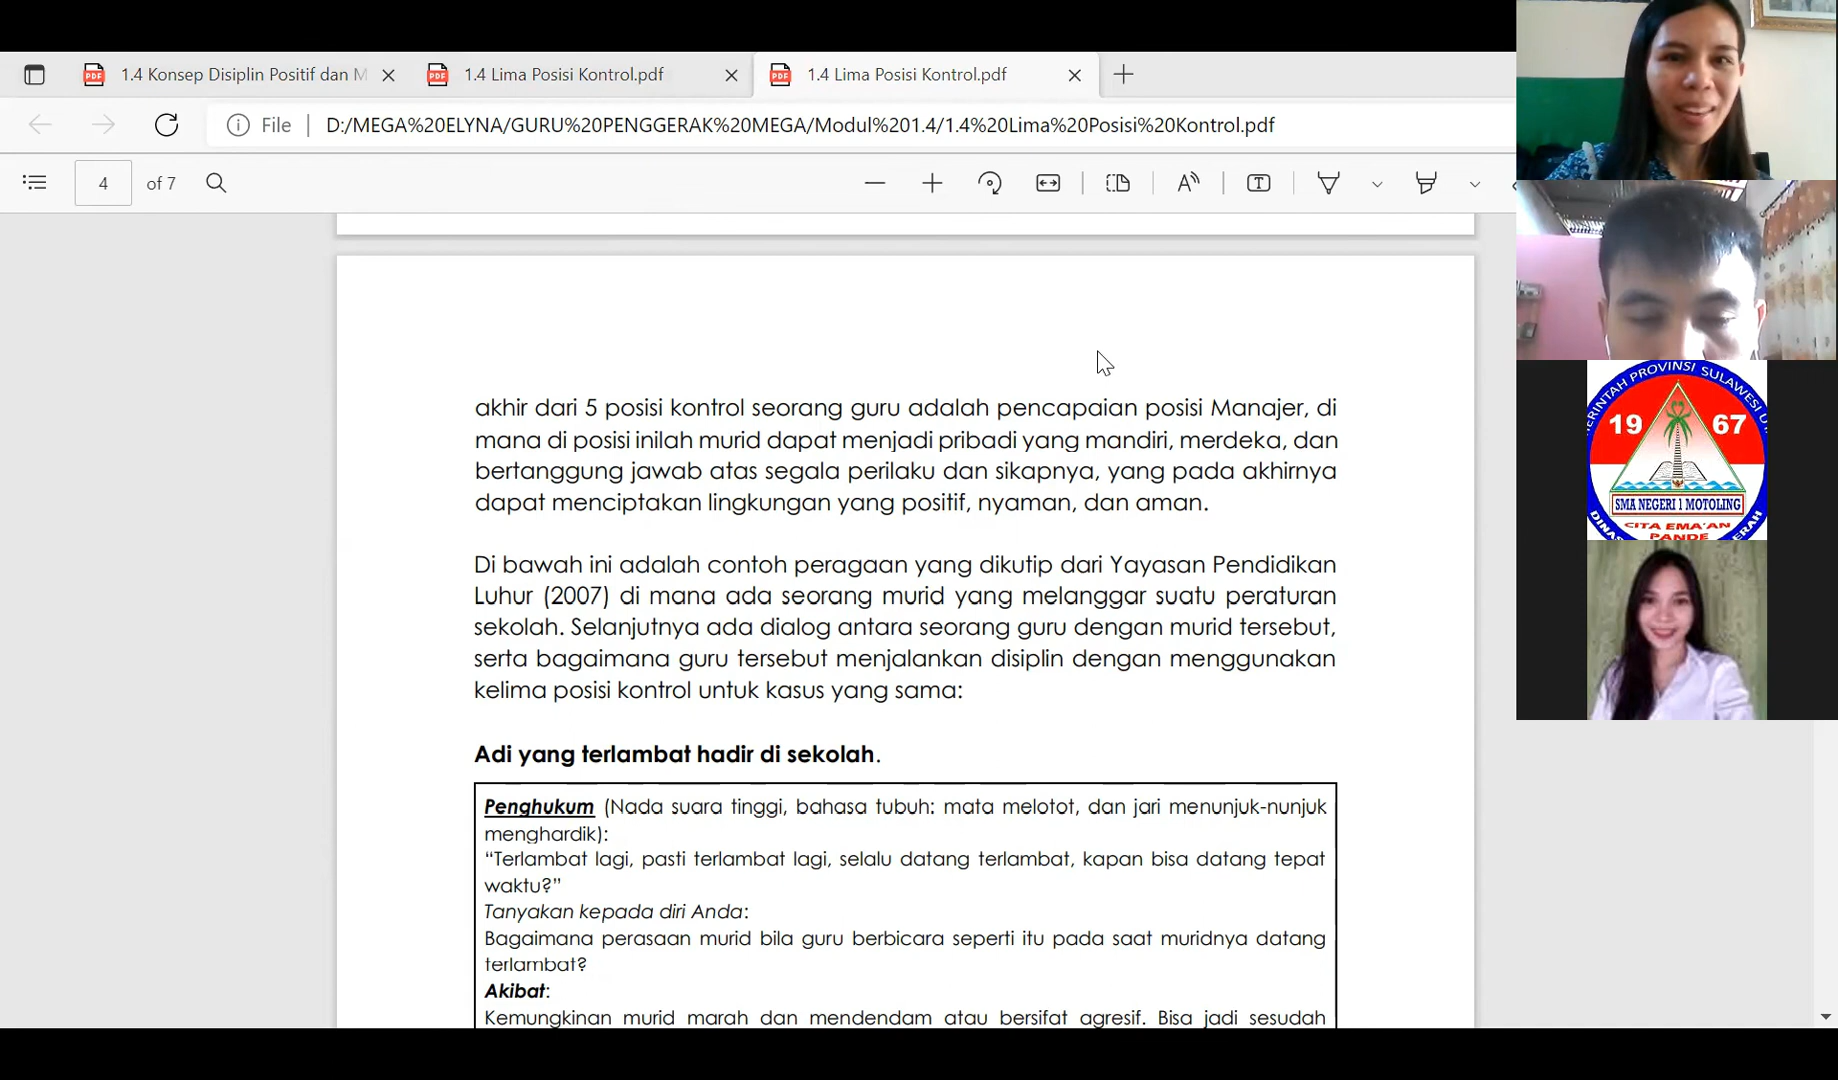 1.4 Konsep Disiplin Positif dan M
1.4 Lima Posisi Kontrol.pdf
1.4 Lima Posisi Kontrol.pdf
File
D:/MEGA%20ELYNA/GURU%20PENGGERAK%20MEGA/Modul%201.4/1.4%20Lima%20Posisi%20Kontrol.pdf
4 of 7
akhir dari 5 posisi kontrol seorang guru adalah pencapaian posisi Manajer, di
mana di posisi inilah murid dapat menjadi pribadi yang mandiri, merdeka, dan
bertanggung jawab atas segala perilaku dan sikapnya, yang pada akhirnya
dapat menciptakan lingkungan yang positif, nyaman, dan aman.
Di bawah ini adalah contoh peragaan yang dikutip dari Yayasan Pendidikan
Luhur (2007) di mana ada seorang murid yang melanggar suatu peraturan
sekolah. Selanjutnya ada dialog antara seorang guru dengan murid tersebut,
serta bagaimana guru tersebut menjalankan disiplin dengan menggunakan
kelima posisi kontrol untuk kasus yang sama:
Adi yang terlambat hadir di sekolah.
Penghukum (Nada suara tinggi, bahasa tubuh: mata melotot, dan jari menunjuk-nunjuk
menghardik):
“Terlambat lagi, pasti terlambat lagi, selalu datang terlambat, kapan bisa datang tepat
waktu?”
Tanyakan kepada diri Anda:
Bagaimana perasaan murid bila guru berbicara seperti itu pada saat muridnya datang
terlambat?
Akibat:
Kemungkinan murid marah dan mendendam atau bersifat agresif. Bisa jadi sesudah
PROVINSI
19 67
SMA NEGERI 1 MOTOLING
CITA EMA'AN
PANDE